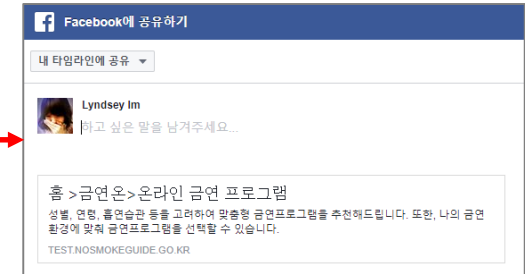 Facebook에 공유하기
내 타임라인에 공유
Lyndsey Im
하고 싶은 말을 남겨주세요...
홈 >금연온>온라인 금연 프로그램
성별, 연령, 흡연습관 등을 고려하여 맞춤형 금연프로그램을 추천해드립니다. 또한, 나의 금연
환경에 맞춰 금연프로그램을 선택할 수 있습니다.
TEST.NOSMOKEGUIDE.GO.KR